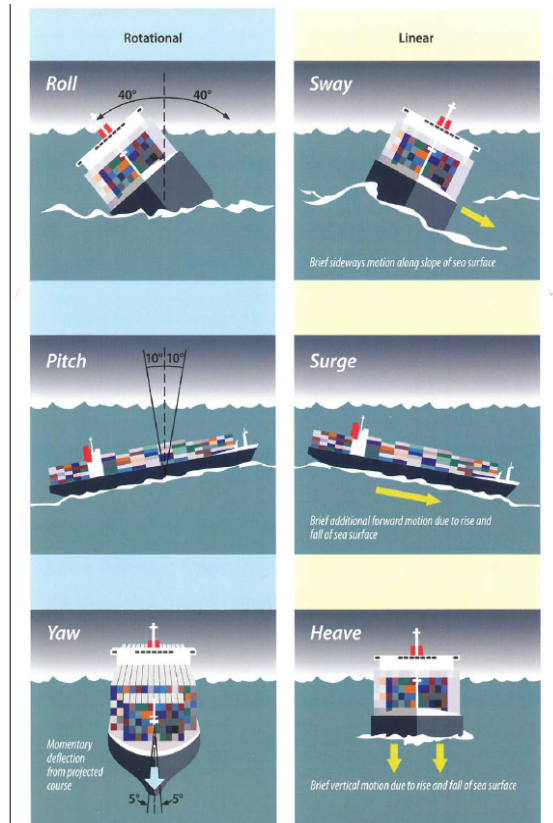 Rotational
Linear
Roll
40°
40°
Sway
Brief sideways motion along slope of sea surface
Pitch
10°
10°
Surge
Brief additional forward motion due to rise and
fall of sea surface
Yaw
Momentary
deflection
from projected
course
5°
5°
Heave
Brief vertical motion due to rise and fall of sea surface